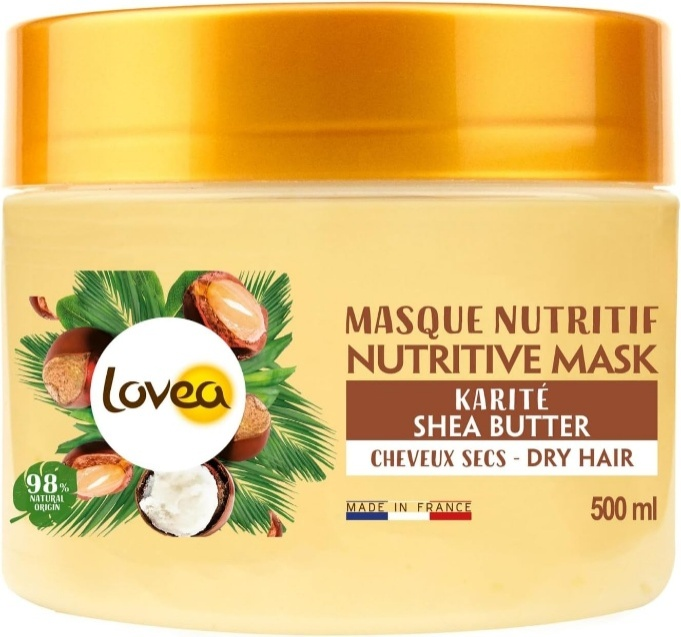 MASQUE NUTRITIF
NUTRITIVE MASK
KARITÉ
SHEA BUTTER
CHEVEUX SECS - DRY HAIR
MADE IN FRANCE
500 ml
Lovea
98%
NATURAL
ORIGIN